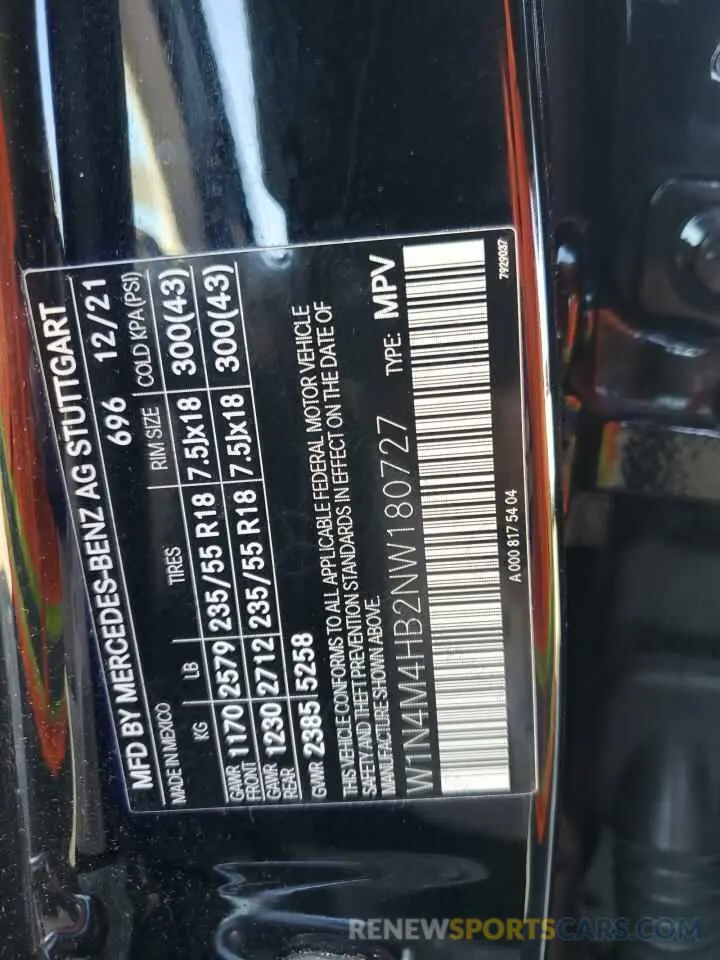 MFD BY MERCEDES-BENZ AG STUTTGART
MADE IN MEXICO 696 12/21
KG LB TIRES RIM SIZE COLD KPA (PSI)
GAWR FRONT 1170 2579 235/55 R18 7.5Jx18 300(43)
GAWR REAR 1230 2712 235/55 R18 7.5Jx18 300(43)
GVWR 2385 5258
THIS VEHICLE CONFORMS TO ALL APPLICABLE FEDERAL MOTOR VEHICLE
SAFETY AND THEFT PREVENTION STANDARDS IN EFFECT ON THE DATE OF
MANUFACTURE SHOWN ABOVE.
W1N4M4HB2NW180727 TYPE: MPV
A 000 817 54 04 7929037
RENEWSPORTSCARS.COM